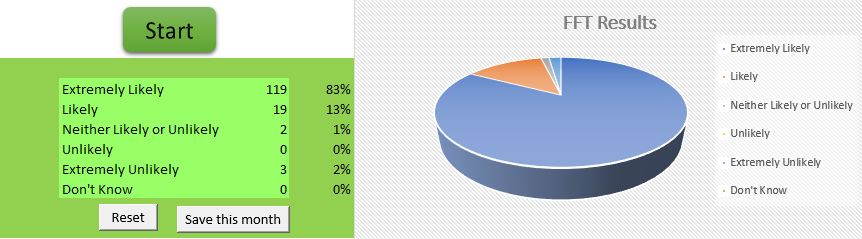 Start
Extremely Likely 119 83%
Likely 19 13%
Neither Likely or Unlikely 2 1%
Unlikely 0 0%
Extremely Unlikely 3 2%
Don't Know 0 0%
Reset Save this month
FFT Results
Extremely Likely
Likely
Neither Likely or Unlikely
Unlikely
Extremely Unlikely
Don't Know